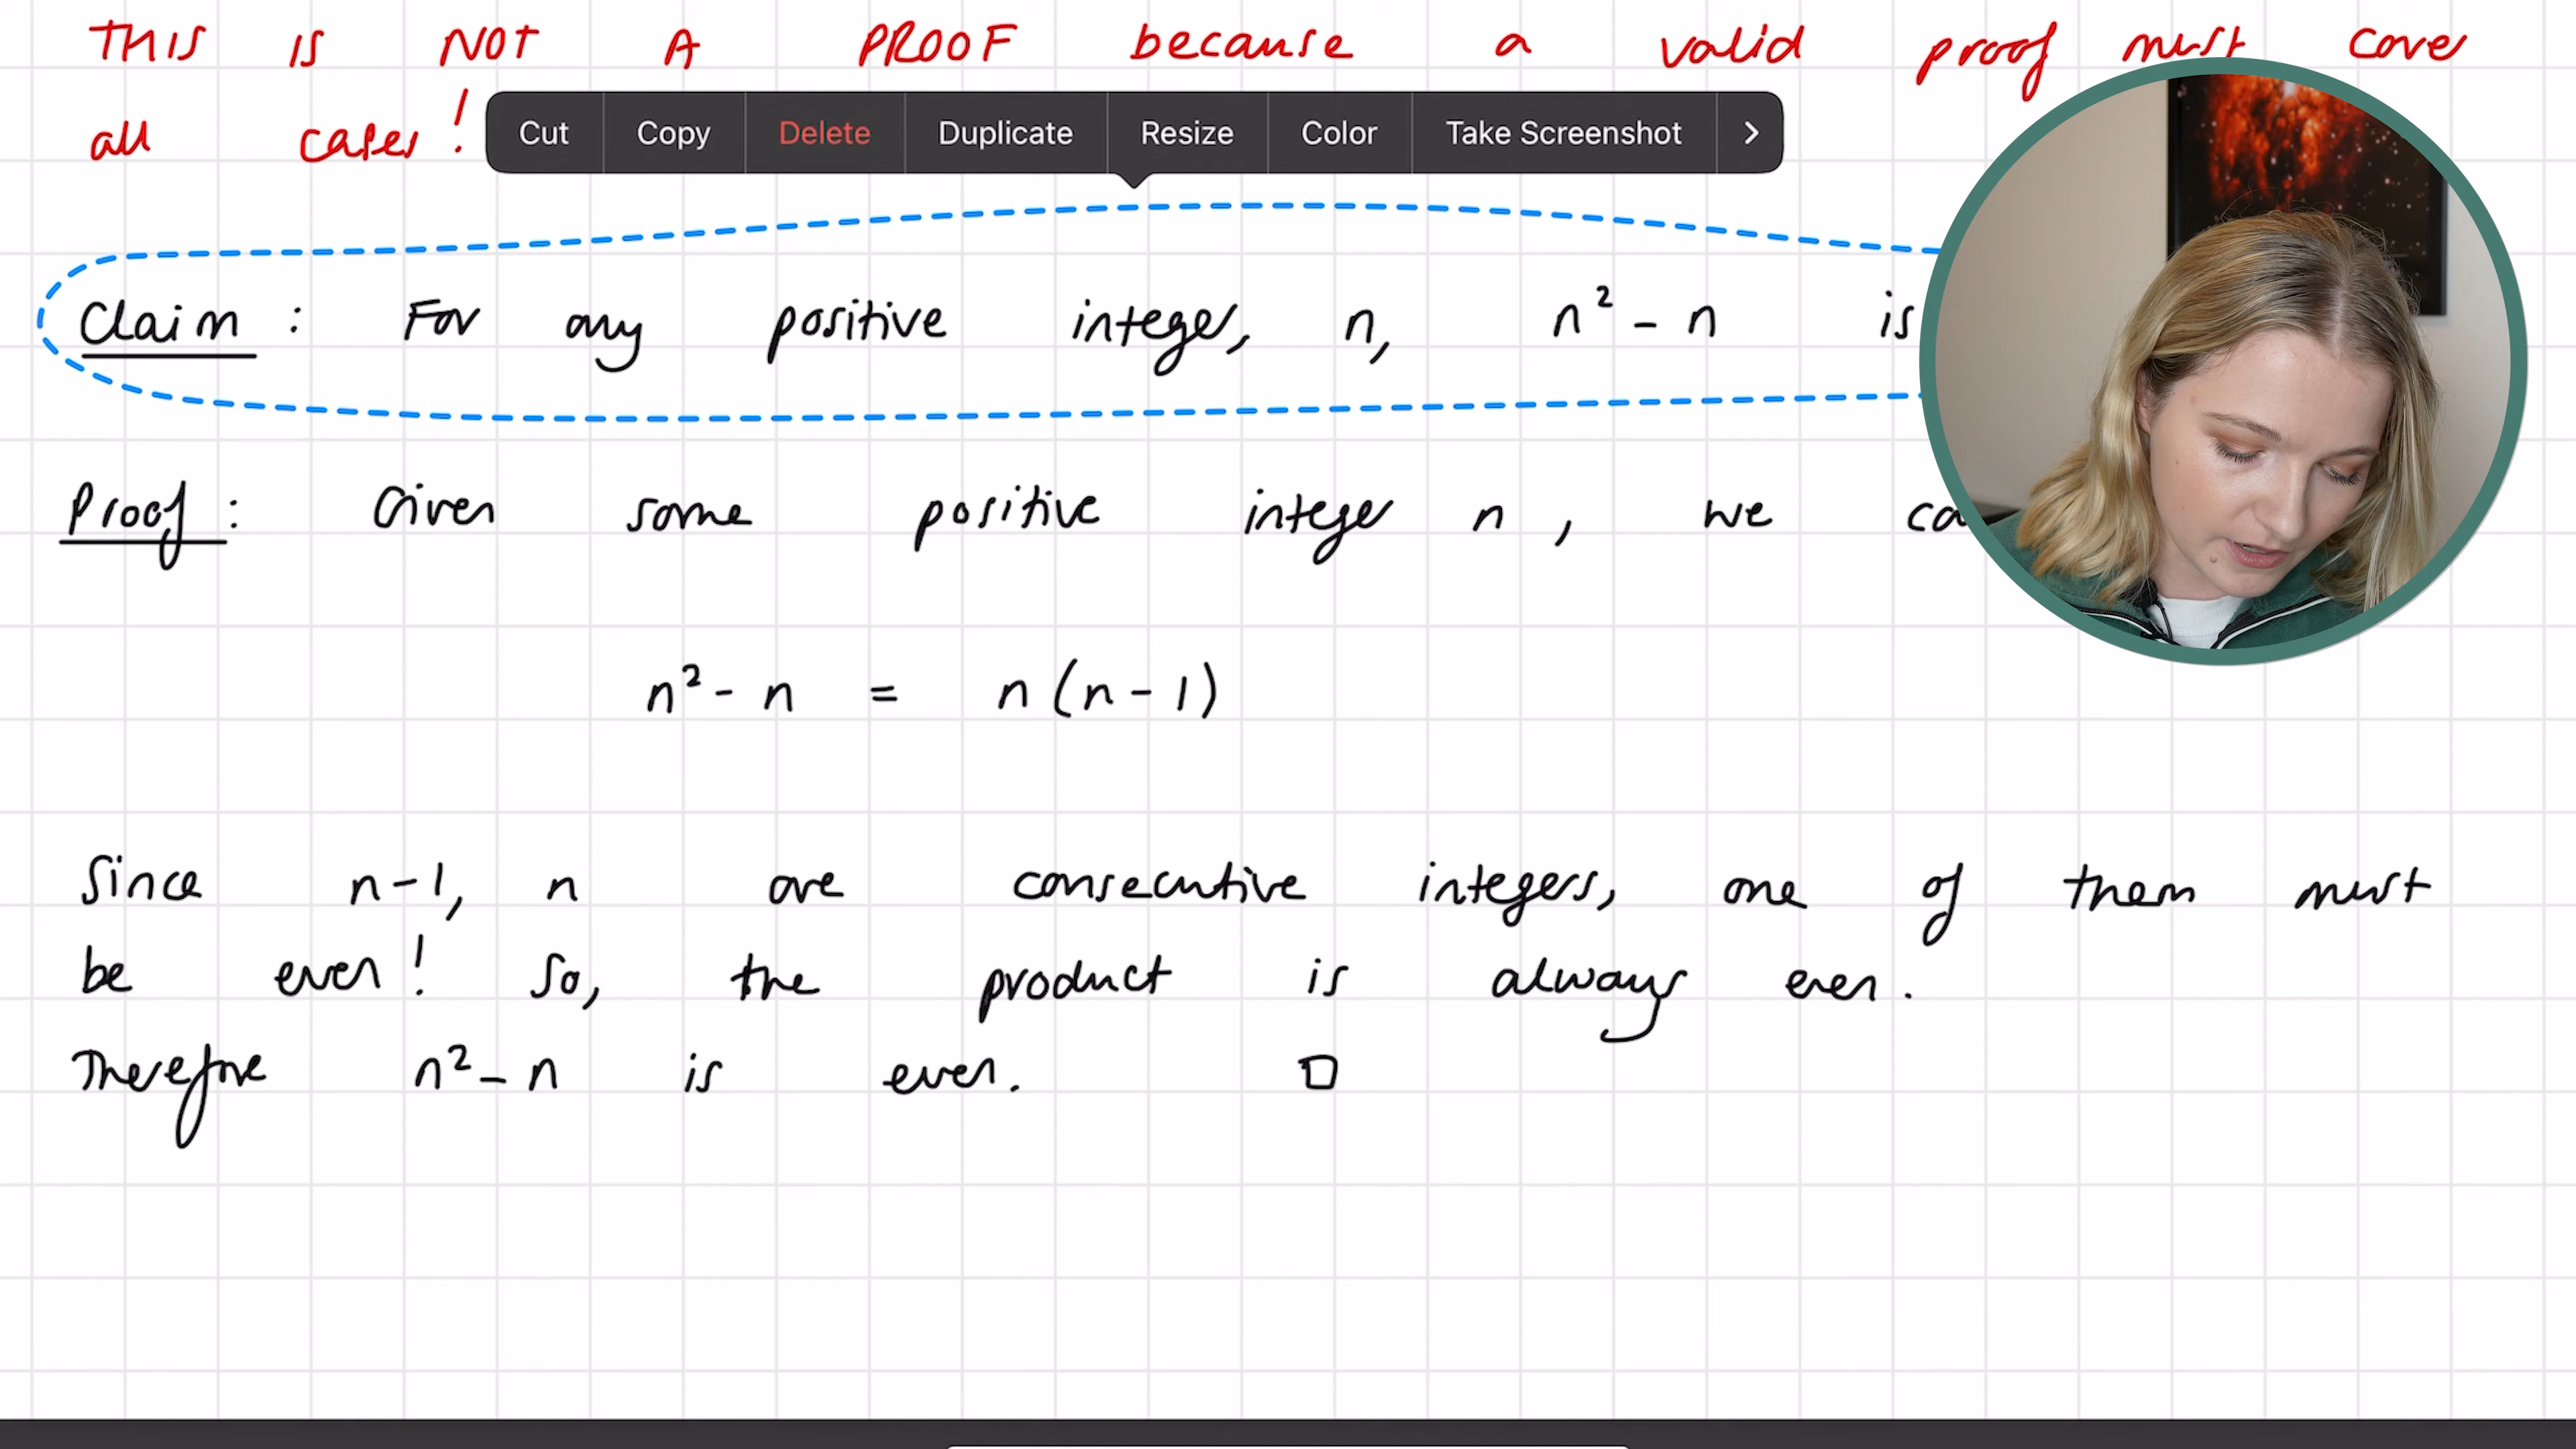 THIS IS NOT A PROOF because a valid proof must cover
all cases!
Cut Copy Delete Duplicate Resize Color Take Screenshot
Claim : For any positive integer, n, n² - n is
Proof : Given some positive integer n , we
n² - n = n (n - 1)
Since n-1, n are consecutive integers, one of them must
be even! So, the product is always even.
Therefore n² - n is even. □